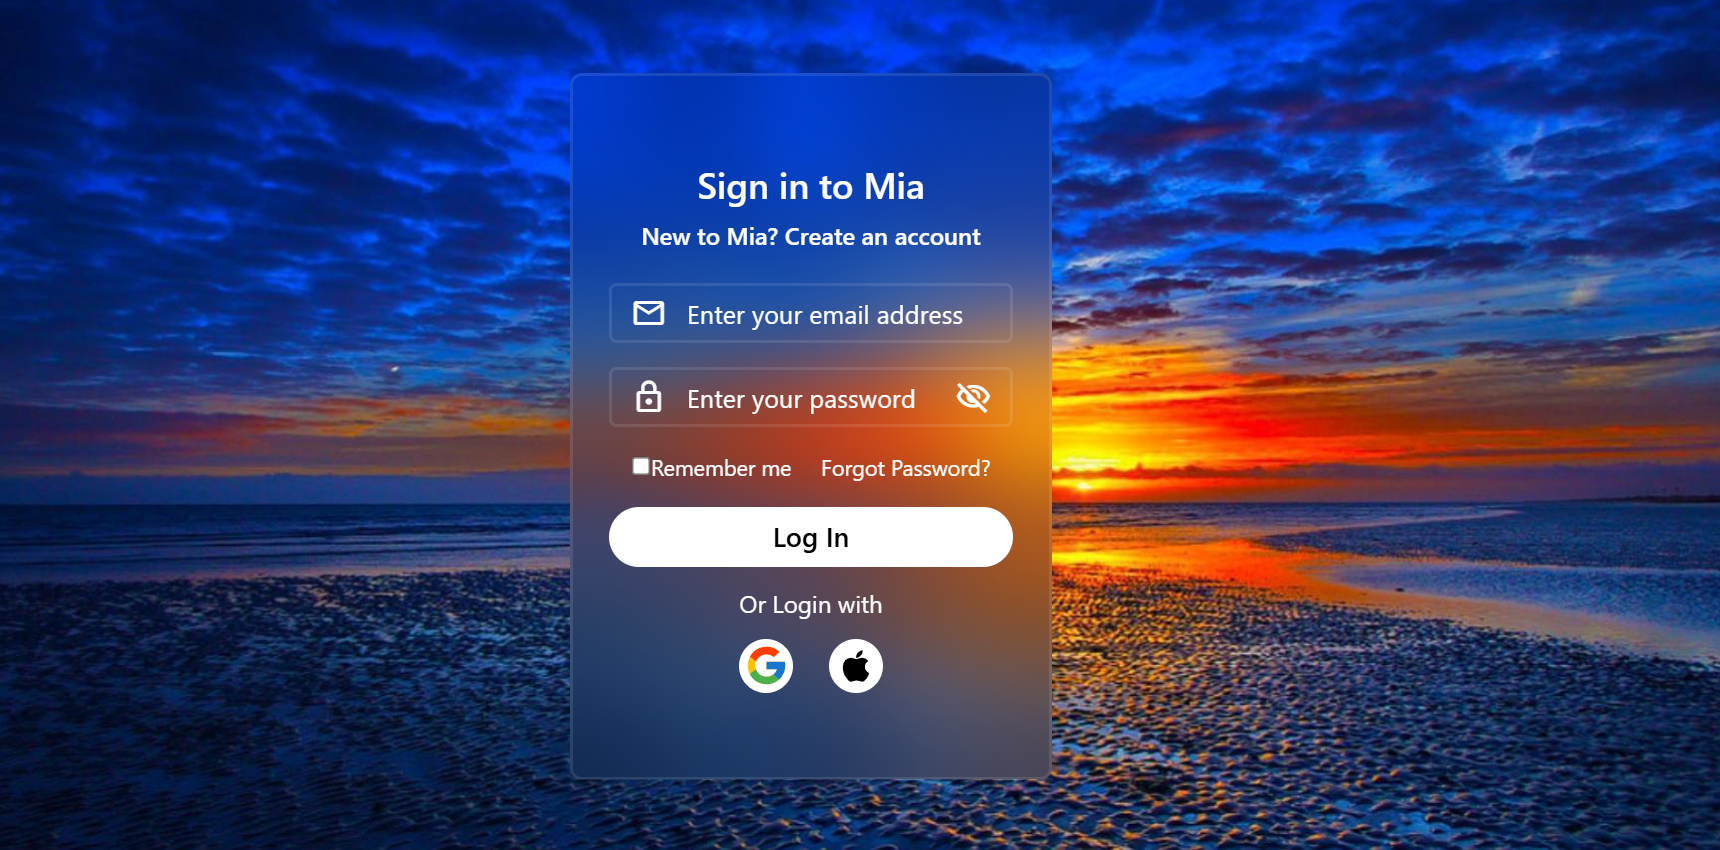 Sign in to Mia
New to Mia? Create an account
Enter your email address
Enter your password
Remember me Forgot Password?
Log In
Or Login with